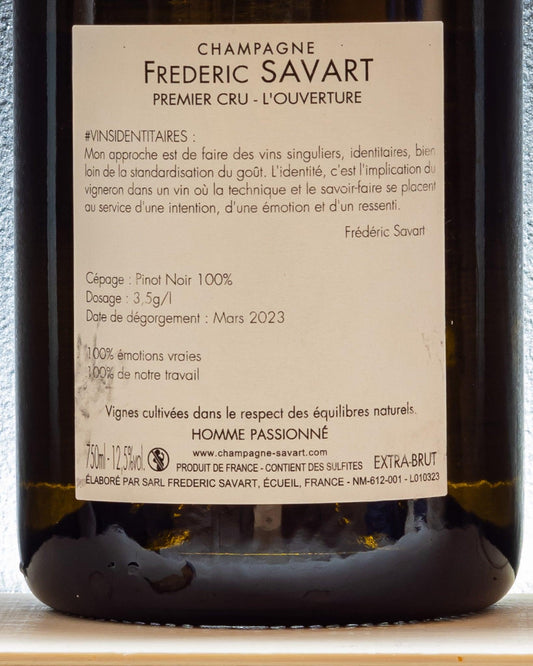 CHAMPAGNE
FREDERIC SAVART
PREMIER CRU - L'OUVERTURE
#VINSIDENTITAIRES :
Mon approche est de faire des vins singuliers, identitaires, bien
loin de la standardisation du goût. L'identité, c'est l'implication du
vigneron dans un vin où la technique et le savoir-faire se placent
au service d'une intention, d'une émotion et d'un ressenti.
Frédéric Savart
Cépage : Pinot Noir 100%
Dosage : 3,5g/l
Date de dégorgement : Mars 2023
100% émotions vraies
100% de notre travail
Vignes cultivées dans le respect des équilibres naturels.
HOMME PASSIONNÉ
www.champagne-savart.com
750ml - 12,5%vol. PRODUIT DE FRANCE - CONTIENT DES SULFITES EXTRA-BRUT
ÉLABORÉ PAR SARL FREDERIC SAVART, ÉCUEIL, FRANCE - NM-612-001 - L010323